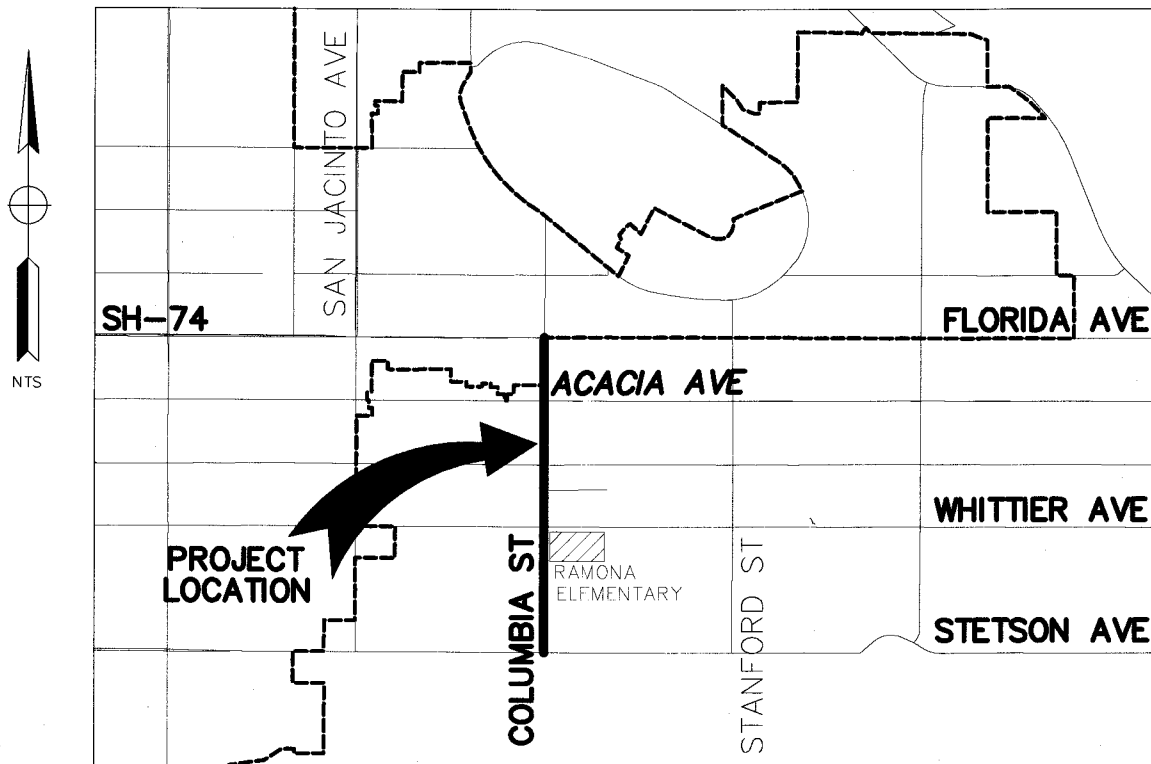 SAN JACINTO AVE
NTS
SH-74
FLORIDA AVE
ACACIA AVE
WHITTIER AVE
PROJECT
LOCATION
COLUMBIA ST
RAMONA
ELEMENTARY
STANFORD ST
STETSON AVE